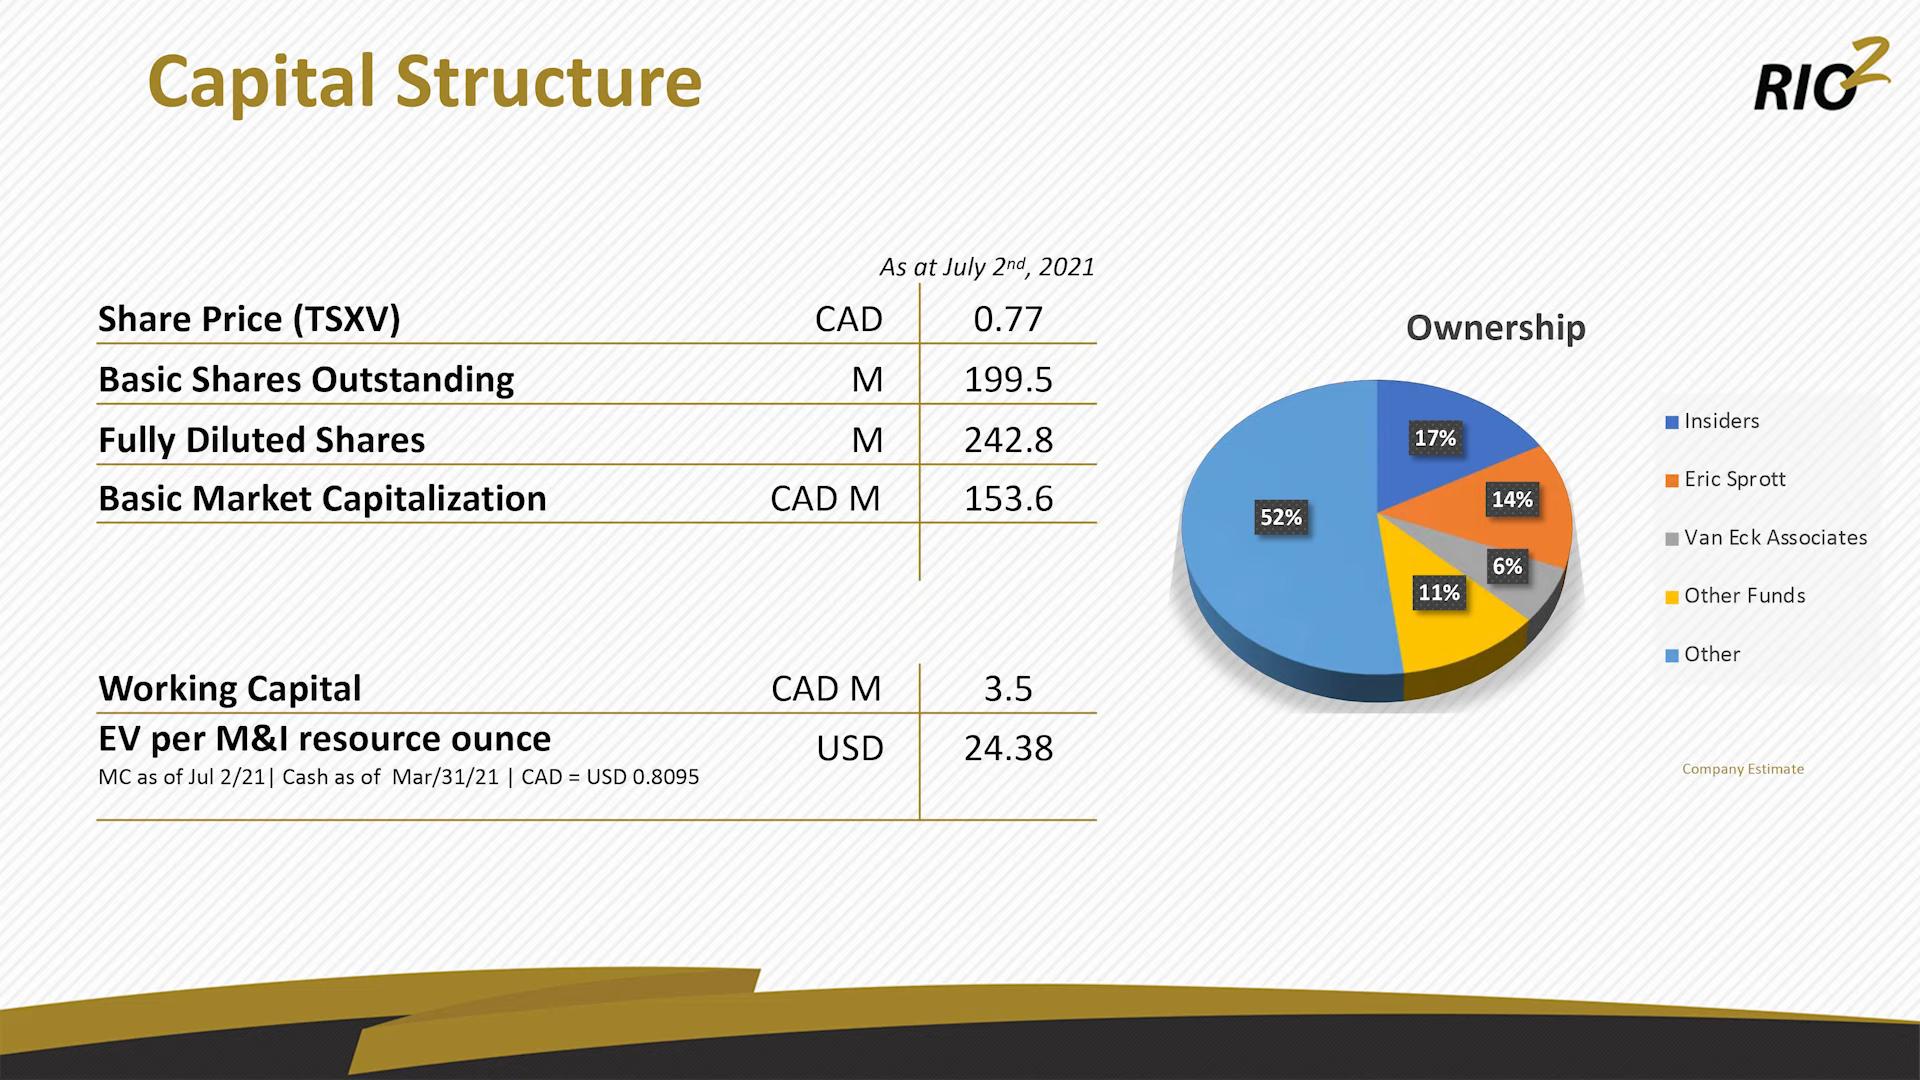 Capital Structure
RIO2
As at July 2nd, 2021
Share Price (TSXV) CAD 0.77
Basic Shares Outstanding M 199.5
Fully Diluted Shares M 242.8
Basic Market Capitalization CAD M 153.6
Working Capital CAD M 3.5
EV per M&I resource ounce USD 24.38
MC as of Jul 2/21| Cash as of Mar/31/21 | CAD = USD 0.8095
Ownership
17%
14%
6%
11%
52%
Insiders
Eric Sprott
Van Eck Associates
Other Funds
Other
Company Estimate